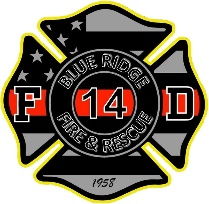 BLUE RIDGE
F 14 D
FIRE & RESCUE
1958